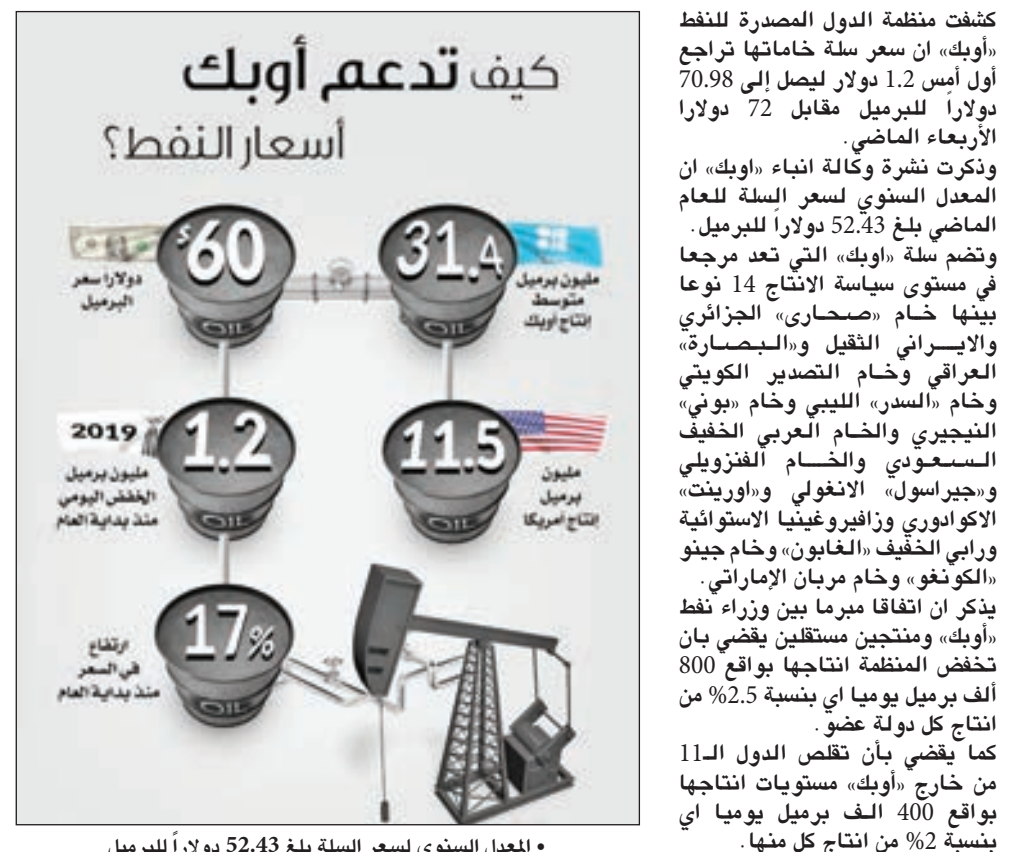 كشفت منظمة الدول المصدرة للنفط
«أوبك» ان سعر سلة خاماتها تراجع
أول أمس 1.2 دولار ليصل إلى 70.98
دولاراً للبرميل مقابل 72 دولارا
الأربعاء الماضي.
وذكرت نشرة وكالة انباء «اوبك» ان
المعدل السنوي لسعر السلة للعام
الماضي بلغ 52.43 دولاراً للبرميل.
وتضم سلة «اوبك» التي تعد مرجعا
في مستوى سياسة الانتاج 14 نوعا
بينها خام «صحارى» الجزائري
والايراني الثقيل و«البصارة»
العراقي وخام التصدير الكويتي
وخام «السدر» الليبي وخام «بوني»
النيجيري والخام العربي الخفيف
السعودي والخام الفنزويلي
و«جيراسول» الانغولي و«اورينت»
الاكوادوري وزافيروغينيا الاستوائية
ورابي الخفيف «الغابون» وخام جينو
«الكونغو» وخام مربان الإماراتي.
يذكر ان اتفاقا مبرما بين وزراء نفط
«أوبك» ومنتجين مستقلين يقضي بان
تخفض المنظمة انتاجها بواقع 800
ألف برميل يوميا اي بنسبة 2.5% من
انتاج كل دولة عضو.
كما يقضي بأن تقلص الدول الـ11
من خارج «أوبك» مستويات انتاجها
بواقع 400 الف برميل يوميا اي
بنسبة 2% من انتاج كل منها.
كيف تدعم أوبك
أسعار النفط؟
31.4
مليون برميل
متوسط
إنتاج أوبك
OIL
$60
دولارا سعر
البرميل
OIL
11.5
مليون
برميل
إنتاج أمريكا
OIL
2019
1.2
مليون برميل
الخفض اليومي
منذ بداية العام
OIL
17%
ارتفاع
في السعر
منذ بداية العام
OIL
• المعدل السنوي لسعر السلة بلغ 52.43 دولاراً للبرميل